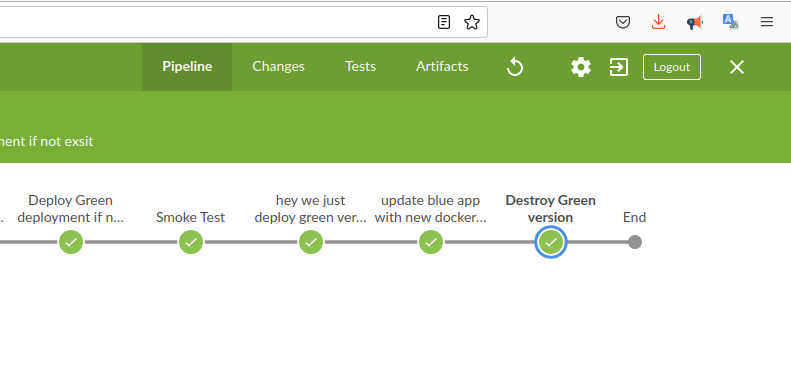 Pipeline Changes Tests Artifacts Logout
ment if not exsit
Deploy Green
deployment if n...
Smoke Test
hey we just
deploy green ver...
update blue app
with new docker...
Destroy Green
version
End